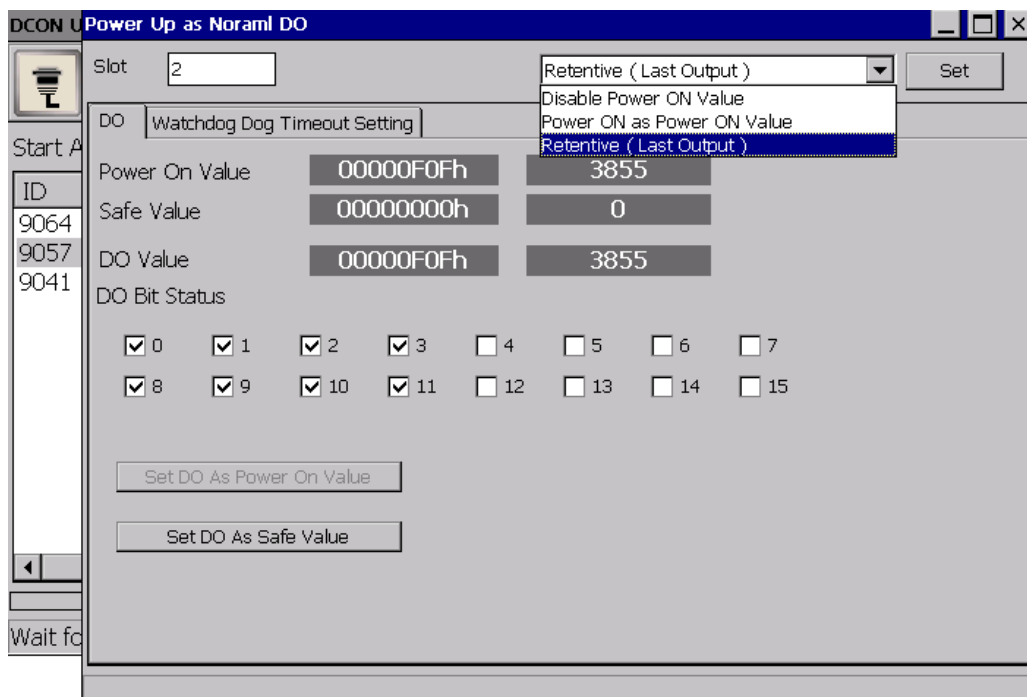 DCON U
Power Up as Noraml DO
Slot 2 Retentive ( Last Output ) Set
Disable Power ON Value
Power ON as Power ON Value
Retentive ( Last Output )
DO Watchdog Dog Timeout Setting
Start A
ID
9064
9057
9041
Power On Value 00000F0Fh 3855
Safe Value 00000000h 0
DO Value 00000F0Fh 3855
DO Bit Status
0 1 2 3 4 5 6 7
8 9 10 11 12 13 14 15
Set DO As Power On Value
Set DO As Safe Value
Wait fo